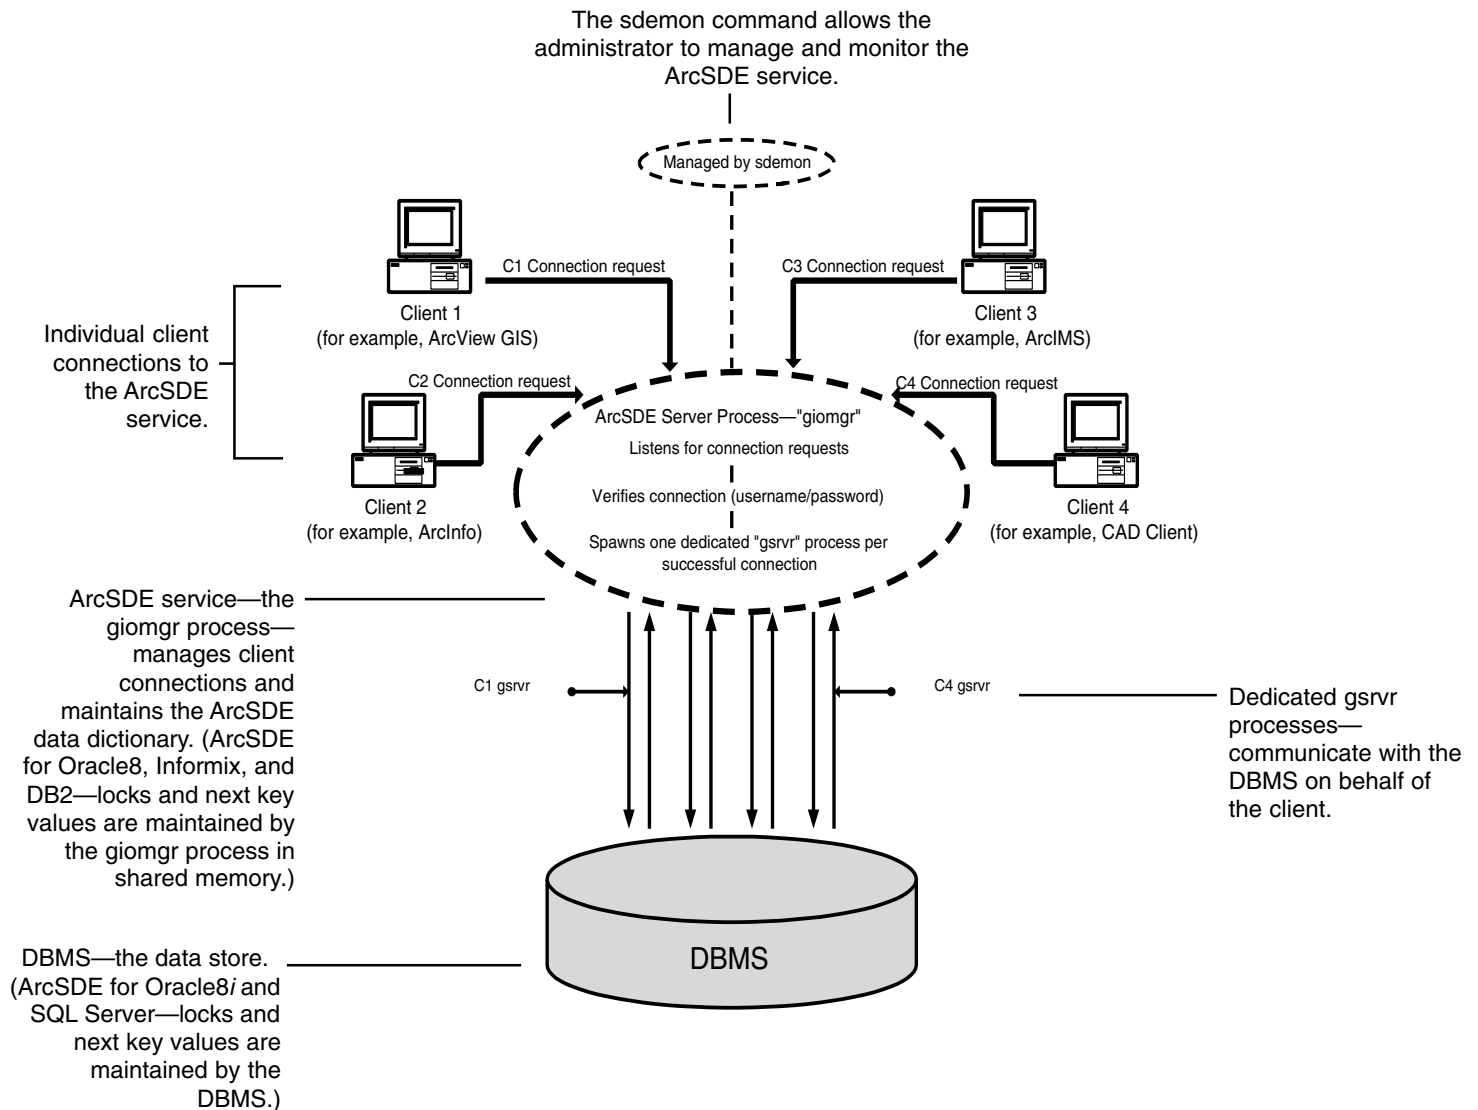 The sdemon command allows the
administrator to manage and monitor the
ArcSDE service.
Managed by sdemon
C1 Connection request
C3 Connection request
Client 1
(for example, ArcView GIS)
Client 3
(for example, ArcIMS)
Individual client
connections to
the ArcSDE
service.
C2 Connection request
C4 Connection request
ArcSDE Server Process—"giomgr"
Listens for connection requests
Verifies connection (username/password)
Spawns one dedicated "gsrvr" process per
successful connection
Client 2
(for example, ArcInfo)
Client 4
(for example, CAD Client)
ArcSDE service—the
giomgr process—
manages client
connections and
maintains the ArcSDE
data dictionary. (ArcSDE
for Oracle8, Informix, and
DB2—locks and next key
values are maintained by
the giomgr process in
shared memory.)
C1 gsrvr
C4 gsrvr
Dedicated gsrvr
processes—
communicate with the
DBMS on behalf of
the client.
DBMS
DBMS—the data store.
(ArcSDE for Oracle8i and
SQL Server—locks and
next key values are
maintained by the
DBMS.)